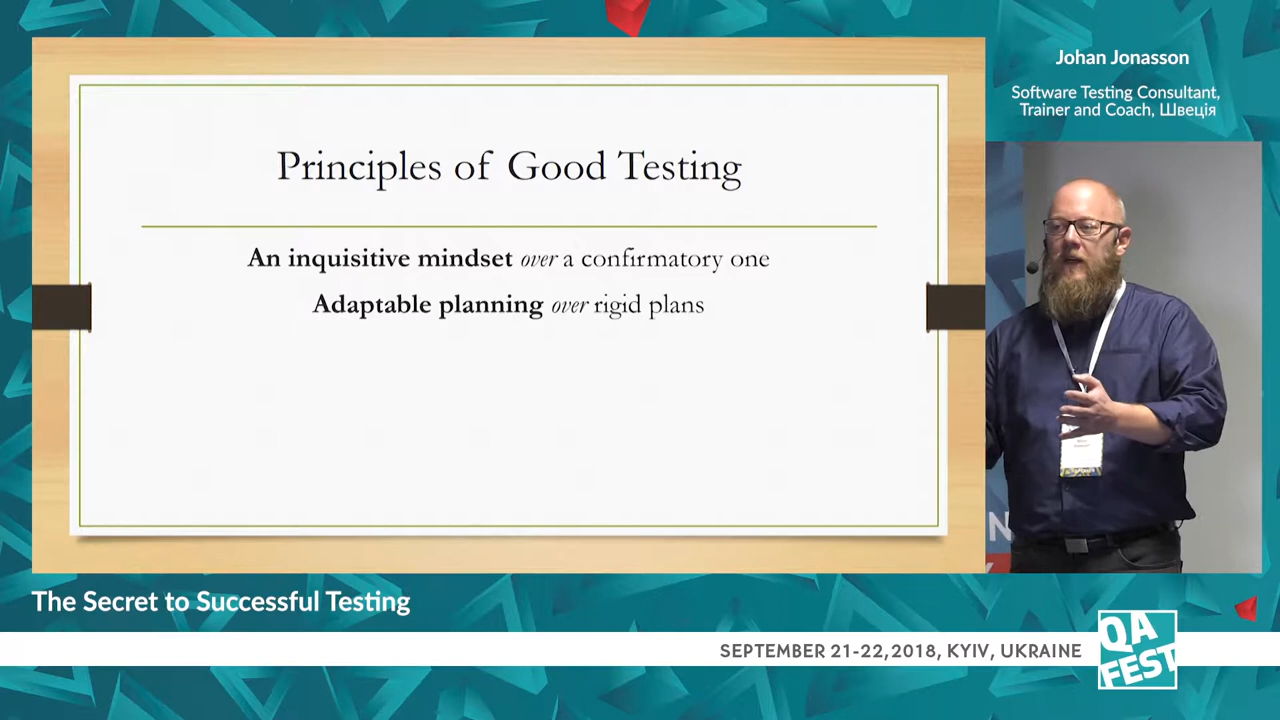 Johan Jonasson
Software Testing Consultant,
Trainer and Coach, Швеція
Principles of Good Testing
An inquisitive mindset over a confirmatory one
Adaptable planning over rigid plans
N
The Secret to Successful Testing
SEPTEMBER 21-22,2018, KYIV, UKRAINE
QA
FEST